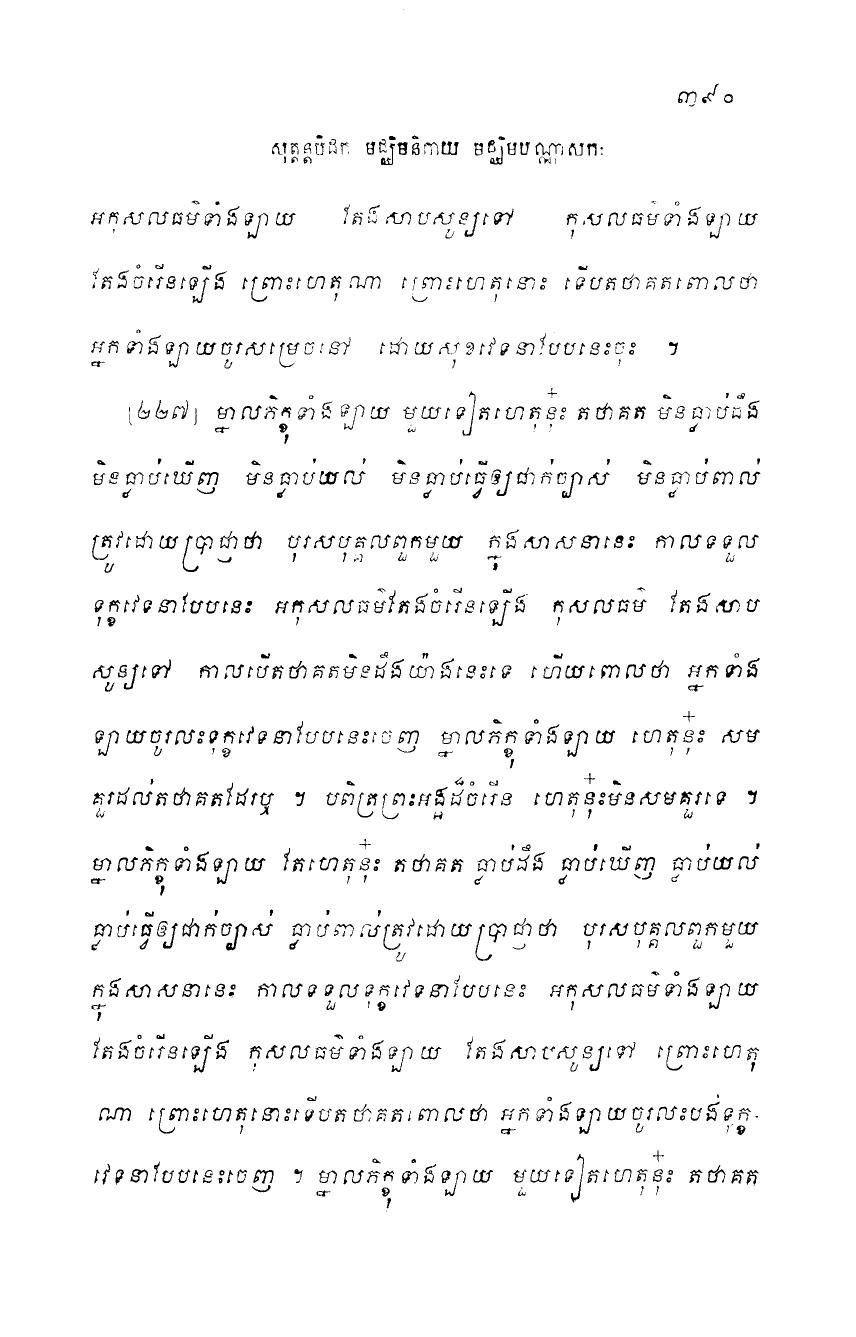 ៣៩០
សុត្តន្តបិដក មជ្ឈិមនិកាយ មជ្ឈិមបណ្ណាសកៈ
អកុសលធម៌ទាំងឡាយ តែងសាបសូន្យទៅ កុសលធម៌ទាំងឡាយ
តែងចំរើនឡើង ព្រោះហេតុណា ព្រោះហេតុនោះ ទើបតថាគតពោលថា
អ្នកទាំងឡាយចូរសម្រេចនៅ ដោយសុខវេទនាបែបនេះចុះ ។
[២២៧] ម្នាលភិក្ខុទាំងឡាយ មួយទៀតហេតុនុ៎ះ តថាគត មិនធ្លាប់ដឹង
មិនធ្លាប់ឃើញ មិនធ្លាប់យល់ មិនធ្លាប់ធ្វើឲ្យជាក់ច្បាស់ មិនធ្លាប់ពាល់
ត្រូវដោយប្រាជ្ញាថា បុរសបុគ្គលពួកមួយ ក្នុងសាសនានេះ កាលទទួល
ទុក្ខវេទនាបែបនេះ អកុសលធម៌តែងចំរើនឡើង កុសលធម៌ តែងសាប
សូន្យទៅ កាលបើតថាគតមិនដឹងយ៉ាងនេះទេ ហើយពោលថា អ្នកទាំង
ឡាយចូរលះទុក្ខវេទនាបែបនេះចេញ ម្នាលភិក្ខុទាំងឡាយ ហេតុនុ៎ះ សម
គួរដល់តថាគតដែរឬ ។ បពិត្រព្រះអង្គដ៏ចំរើន ហេតុនុ៎ះមិនសមគួរទេ ។
ម្នាលភិក្ខុទាំងឡាយ តែហេតុនុ៎ះ តថាគត ធ្លាប់ដឹង ធ្លាប់ឃើញ ធ្លាប់យល់
ធ្លាប់ធ្វើឲ្យជាក់ច្បាស់ ធ្លាប់ពាល់ត្រូវដោយប្រាជ្ញាថា បុរសបុគ្គលពួកមួយ
ក្នុងសាសនានេះ កាលទទួលទុក្ខវេទនាបែបនេះ អកុសលធម៌ទាំងឡាយ
តែងចំរើនឡើង កុសលធម៌ទាំងឡាយ តែងសាបសូន្យទៅ ព្រោះហេតុ
ណា ព្រោះហេតុនោះទើបតថាគតពោលថា អ្នកទាំងឡាយចូរលះបង់ទុក្ខ-
វេទនាបែបនេះចេញ ។ ម្នាលភិក្ខុទាំងឡាយ មួយទៀតហេតុនុ៎ះ តថាគត